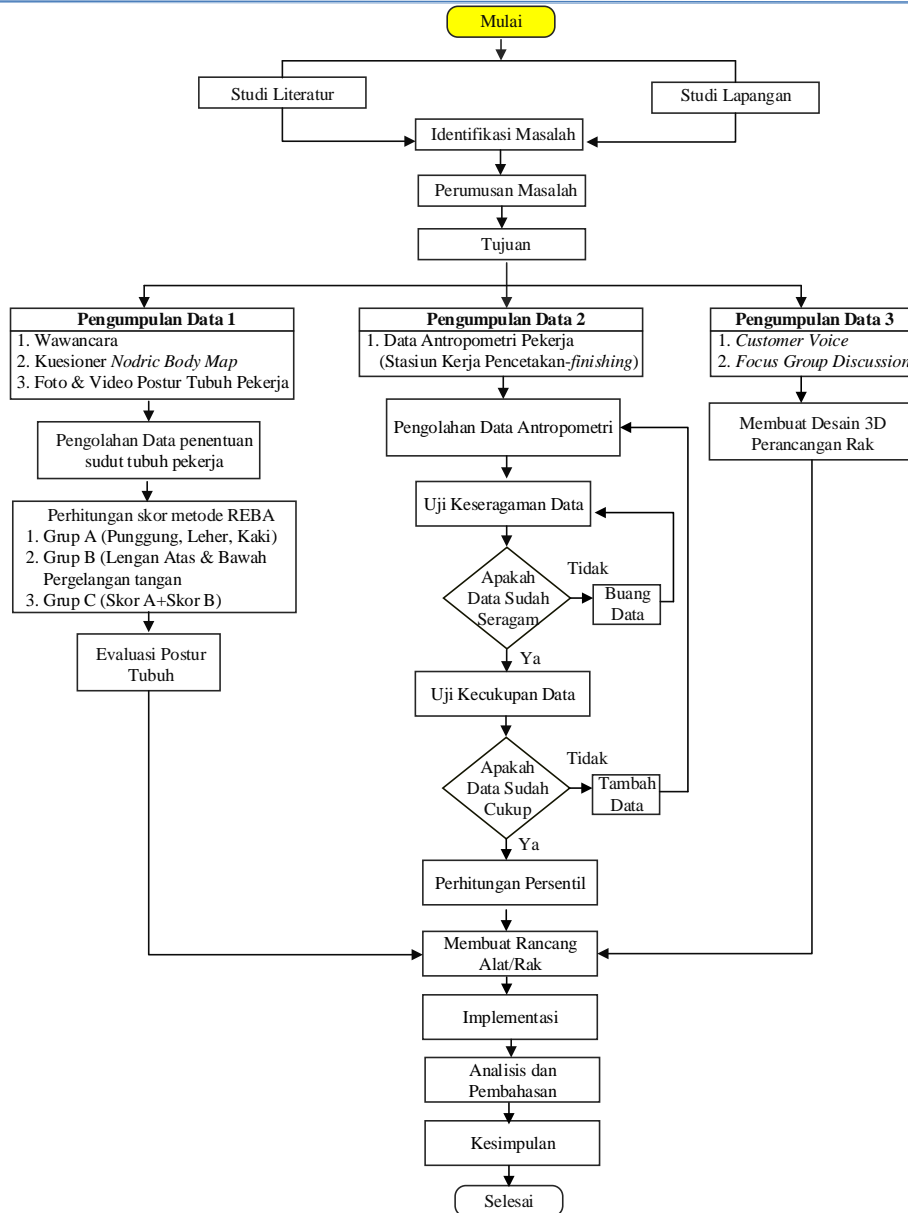 Mulai
Studi Literatur
Studi Lapangan
Identifikasi Masalah
Perumusan Masalah
Tujuan
Pengumpulan Data 1
1. Wawancara
2. Kuesioner Nodric Body Map
3. Foto & Video Postur Tubuh Pekerja
Pengolahan Data penentuan
sudut tubuh pekerja
Perhitungan skor metode REBA
1. Grup A (Punggung, Leher, Kaki)
2. Grup B (Lengan Atas & Bawah
Pergelangan tangan
3. Grup C (Skor A+Skor B)
Evaluasi Postur
Tubuh
Pengumpulan Data 2
1. Data Antropometri Pekerja
(Stasiun Kerja Pencetakan-finishing)
Pengolahan Data Antropometri
Uji Keseragaman Data
Apakah
Data Sudah
Seragam
Tidak
Buang
Data
Ya
Uji Kecukupan Data
Apakah
Data Sudah
Cukup
Tidak
Tambah
Data
Ya
Perhitungan Persentil
Pengumpulan Data 3
1. Customer Voice
2. Focus Group Discussion
Membuat Desain 3D
Perancangan Rak
Membuat Rancang
Alat/Rak
Implementasi
Analisis dan
Pembahasan
Kesimpulan
Selesai